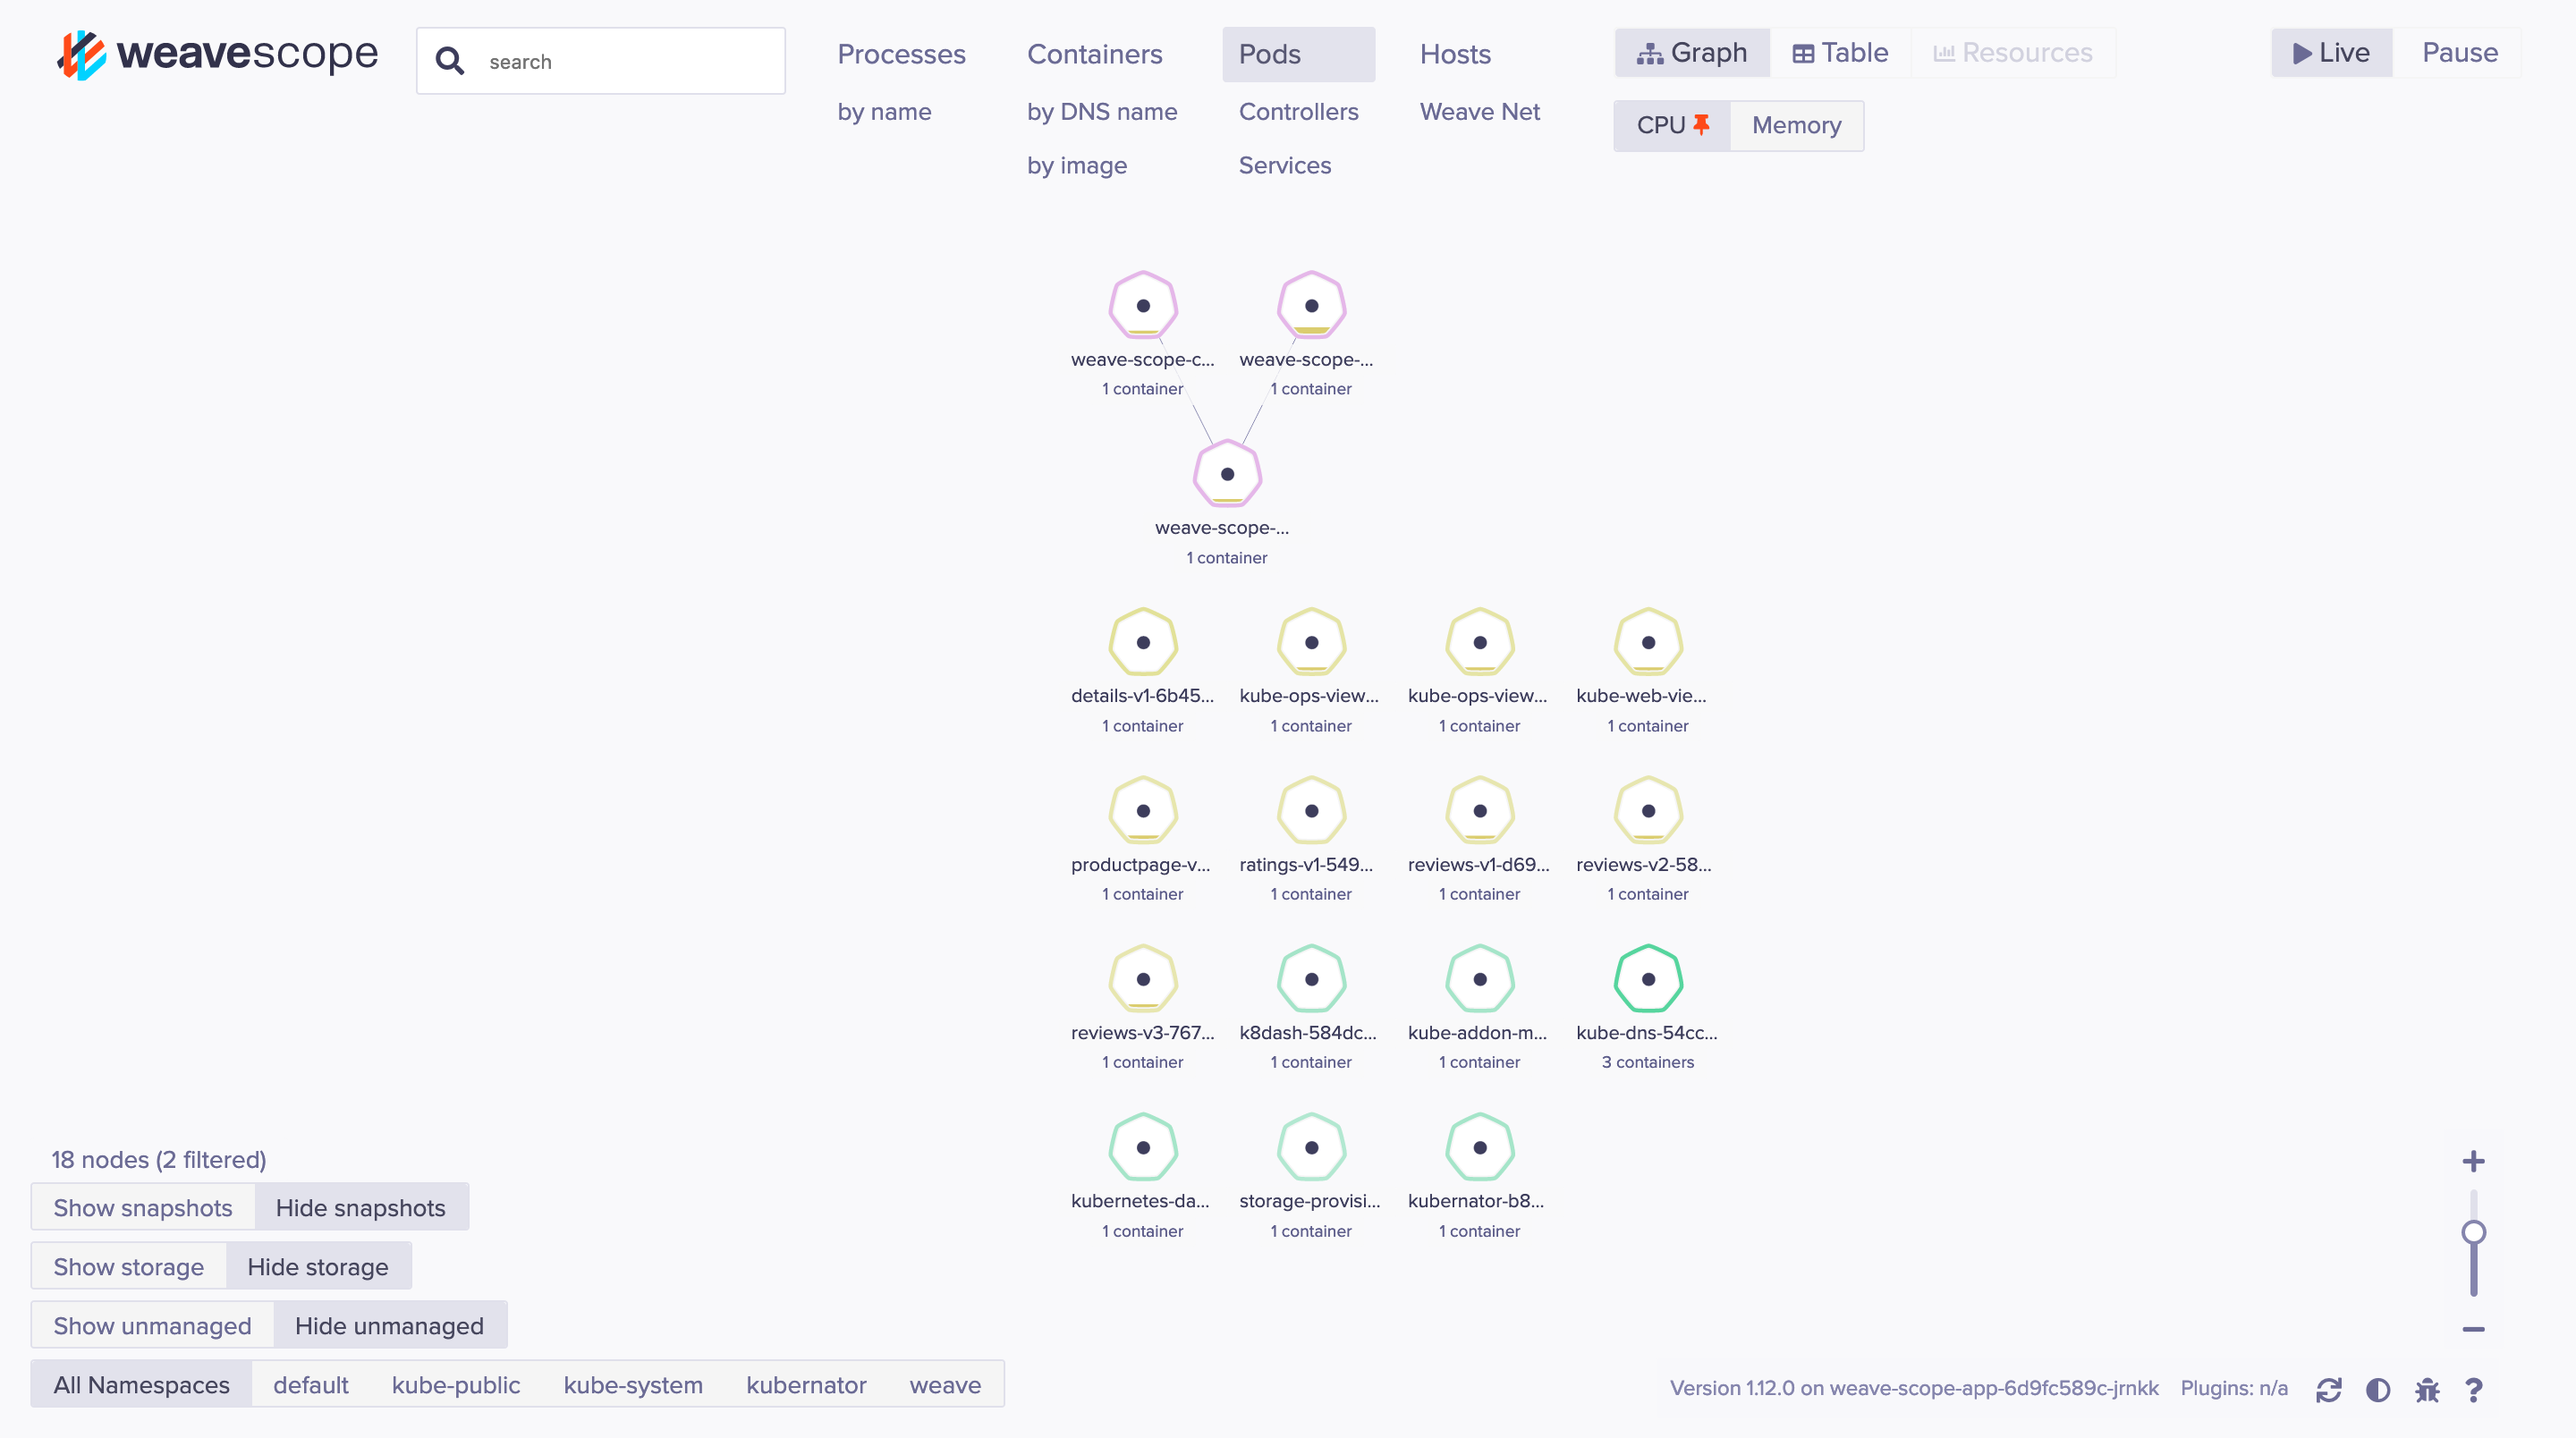 weavescope
search
Processes
by name
Containers
by DNS name
by image
Pods
Controllers
Services
Hosts
Weave Net
Graph
Table
Resources
CPU
Memory
Live
Pause
weave-scope-c...
1 container
weave-scope-...
1 container
weave-scope-...
1 container
details-v1-6b45...
1 container
kube-ops-view...
1 container
kube-ops-view...
1 container
kube-web-vie...
1 container
productpage-v...
1 container
ratings-v1-549...
1 container
reviews-v1-d69...
1 container
reviews-v2-58...
1 container
reviews-v3-767...
1 container
k8dash-584dc...
1 container
kube-addon-m...
1 container
kube-dns-54cc...
3 containers
kubernetes-da...
1 container
storage-provisi...
1 container
kubernator-b8...
1 container
18 nodes (2 filtered)
Show snapshots Hide snapshots
Show storage Hide storage
Show unmanaged Hide unmanaged
All Namespaces default kube-public kube-system kubernator weave
Version 1.12.0 on weave-scope-app-6d9fc589c-jrnkk Plugins: n/a